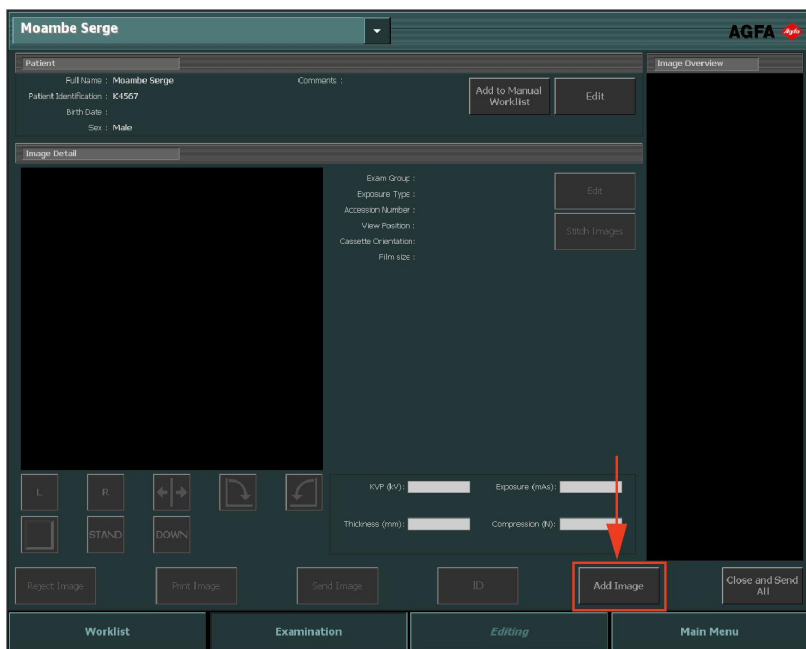 Moambe Serge
AGFA
Patient
Full Name : Moambe Serge
Patient Identification : K4567
Birth Date :
Sex : Male
Comments :
Add to Manual
Worklist
Edit
Image Overview
Image Detail
Exam Group :
Exposure Type :
Accession Number :
View Position :
Cassette Orientation:
Film size :
Edit
Stitch Images
L
R
STAND
DOWN
KVP (kV):
Exposure (mAs):
Thickness (mm):
Compression (N):
Reject Image
Print Image
Send Image
ID
Add Image
Close and Send
All
Worklist
Examination
Editing
Main Menu